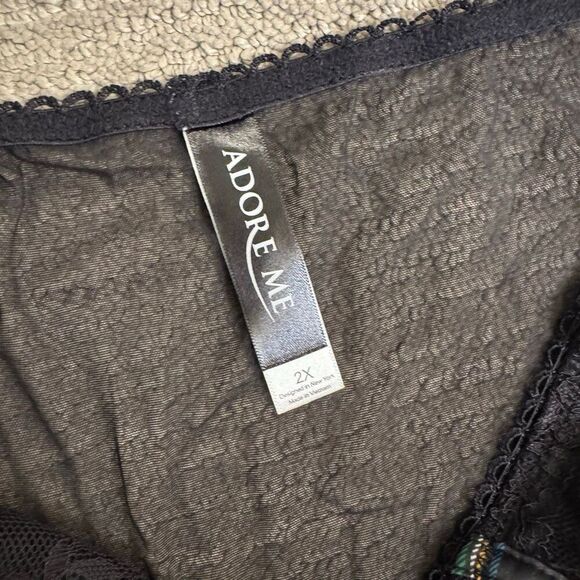 ADORE ME
2X
Designed in New York
Made in Vietnam